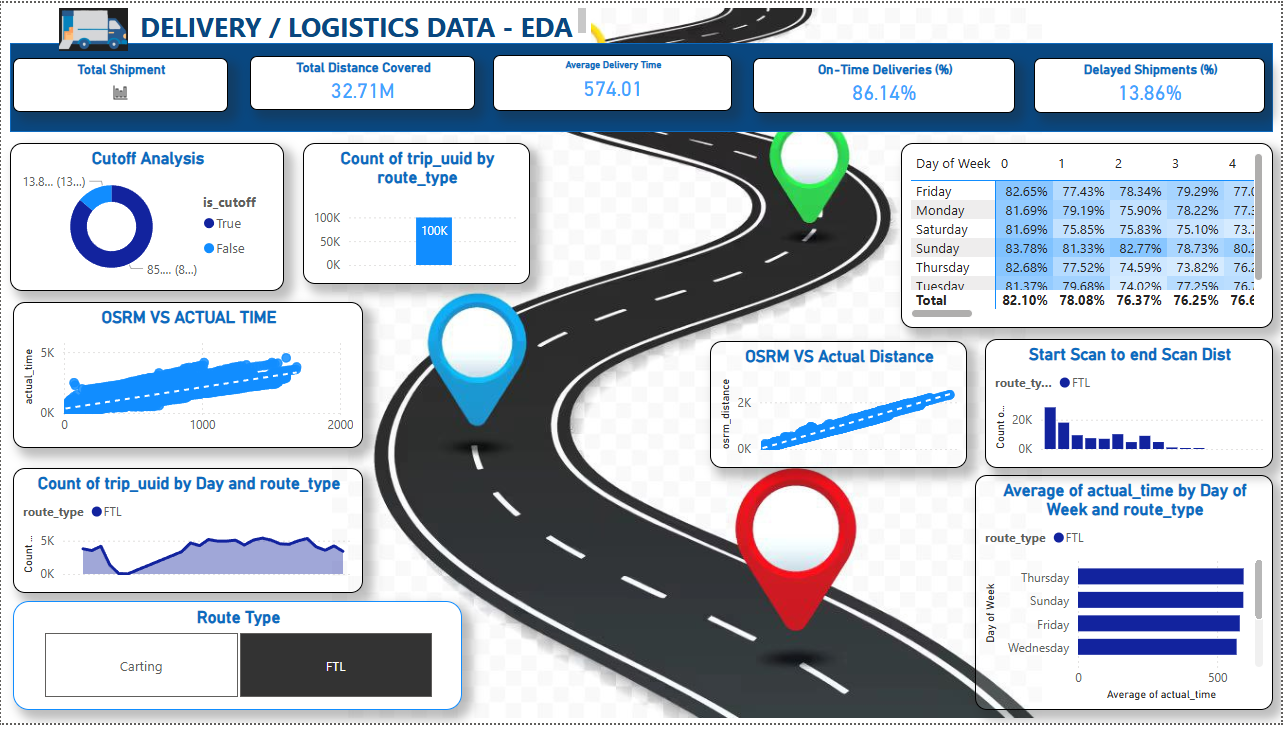 DELIVERY / LOGISTICS DATA - EDA
Total Shipment
Total Distance Covered
32.71M
Average Delivery Time
574.01
On-Time Deliveries (%)
86.14%
Delayed Shipments (%)
13.86%
Cutoff Analysis
13.8... (13...)
85.... (8...)
is_cutoff
True
False
Count of trip_uuid by
route_type
100K
50K
0K
100K
Day of Week 0 1 2 3 4
Friday 82.65% 77.43% 78.34% 79.29% 77.0
Monday 81.69% 79.19% 75.90% 78.22% 77.3
Saturday 81.69% 75.85% 75.83% 75.10% 73.7
Sunday 83.78% 81.33% 82.77% 78.73% 80.2
Thursday 82.68% 77.52% 74.59% 73.82% 76.2
Tuesday 81.37% 79.68% 74.02% 77.25% 76.7
Total 82.10% 78.08% 76.37% 76.25% 76.6
OSRM VS ACTUAL TIME
actual_time
5K
0K
0 1000 2000
OSRM VS Actual Distance
osrm_distance
2K
0K
Start Scan to end Scan Dist
route_ty... FTL
Count o...
20K
0K
Count of trip_uuid by Day and route_type
route_type FTL
Count ...
5K
0K
Average of actual_time by Day of
Week and route_type
route_type FTL
Day of Week
Thursday
Sunday
Friday
Wednesday
0 500
Average of actual_time
Route Type
Carting
FTL